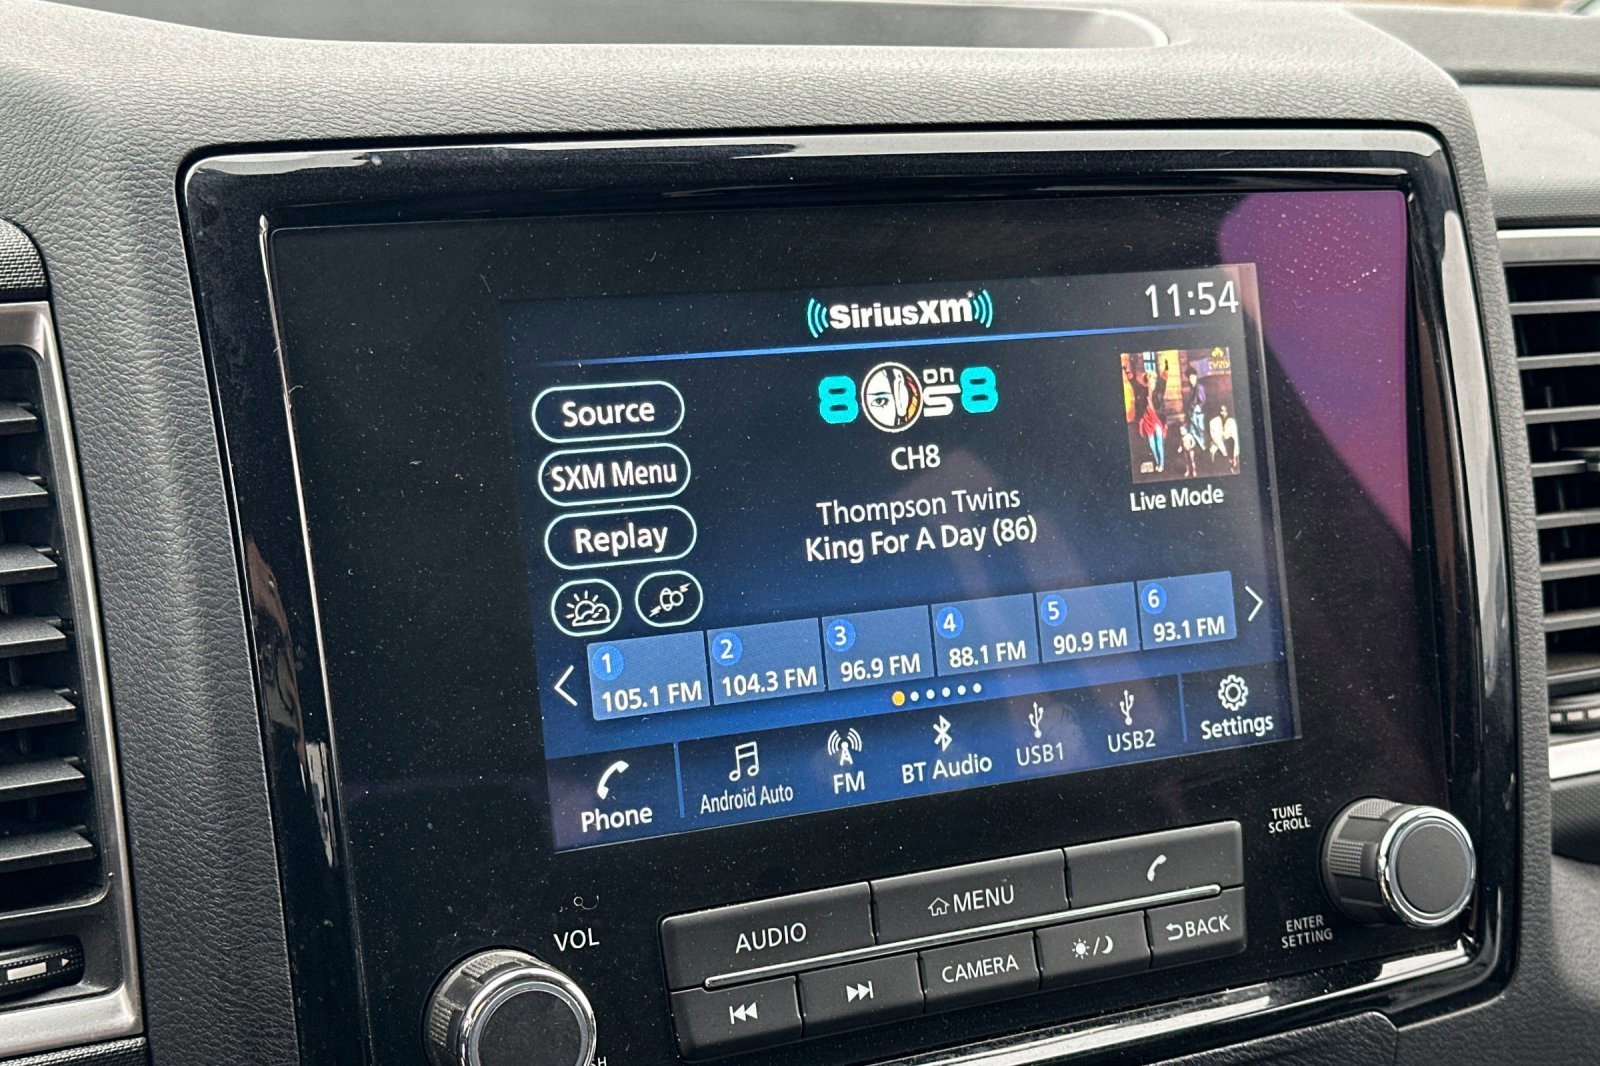 SiriusXm
11:54
Source
8 on 8
CH8
SXM Menu
Live Mode
Thompson Twins
King For A Day (86)
Replay
1
105.1 FM
2
104.3 FM
3
96.9 FM
4
88.1 FM
5
90.9 FM
6
93.1 FM
Phone
Android Auto
FM
BT Audio
USB1
USB2
Settings
TUNE
SCROLL
VOL
AUDIO
MENU
CAMERA
BACK
ENTER
SETTING